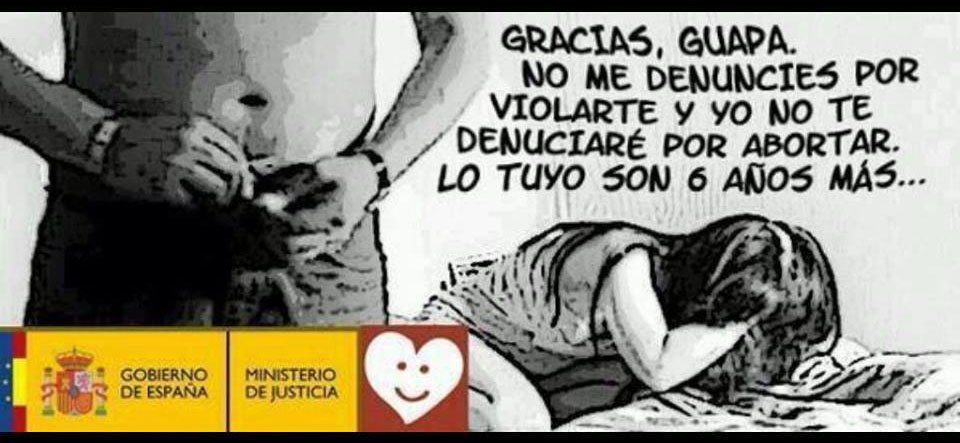 GRACIAS, GUAPA.
NO ME DENUNCIES POR
VIOLARTE Y YO NO TE
DENUCIARÉ POR ABORTAR.
LO TUYO SON 6 AÑOS MÁS...
GOBIERNO
DE ESPAÑA
MINISTERIO
DE JUSTICIA